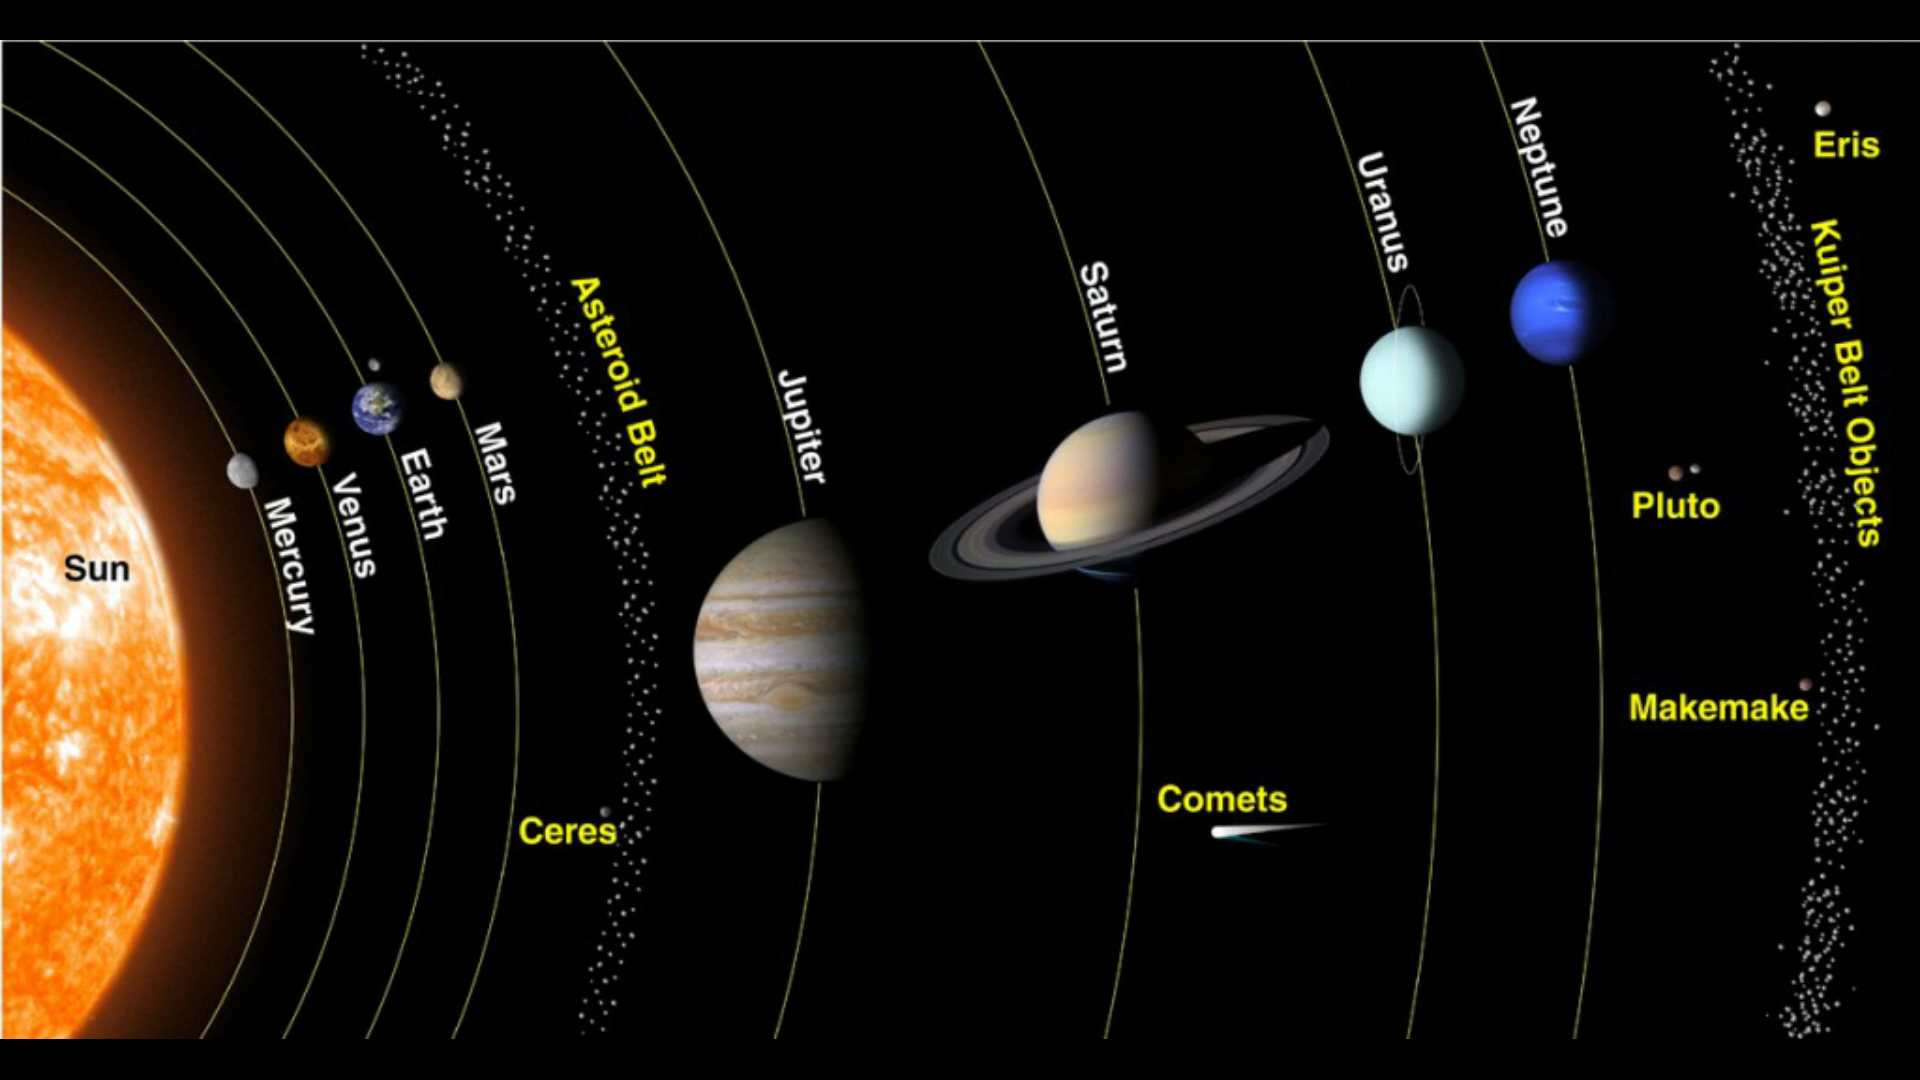 Sun
Mercury
Venus
Earth
Mars
Asteroid Belt
Ceres
Jupiter
Saturn
Comets
Uranus
Neptune
Pluto
Makemake
Eris
Kuiper Belt Objects